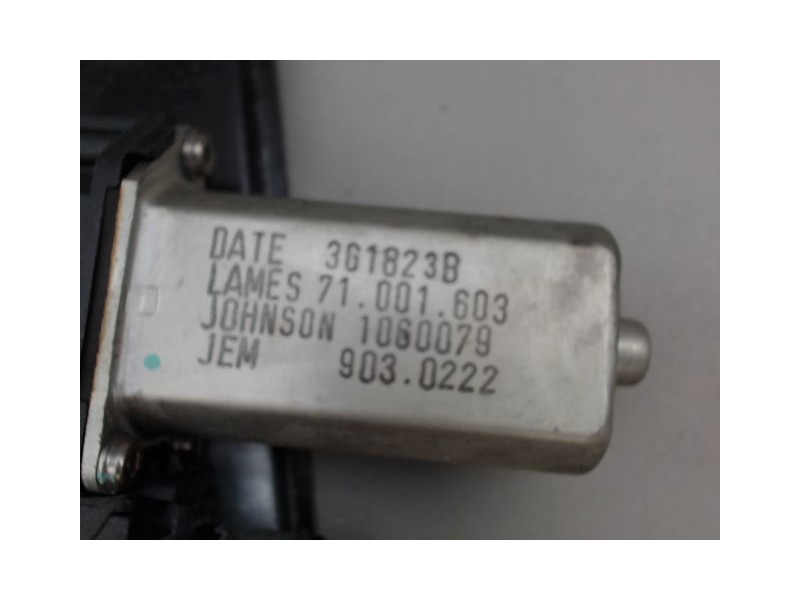 DATE 3G1823B
LAMES 71.001.603
JOHNSON 1060079
JEM 903.0222